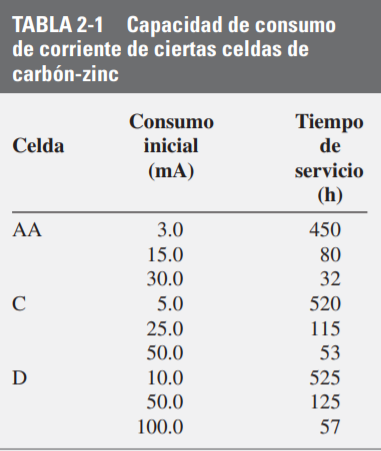 TABLA 2-1 Capacidad de consumo
de corriente de ciertas celdas de
carbón-zinc
Consumo Tiempo
Celda inicial de
(mA) servicio
(h)
AA 3.0 450
15.0 80
30.0 32
C 5.0 520
25.0 115
50.0 53
D 10.0 525
50.0 125
100.0 57